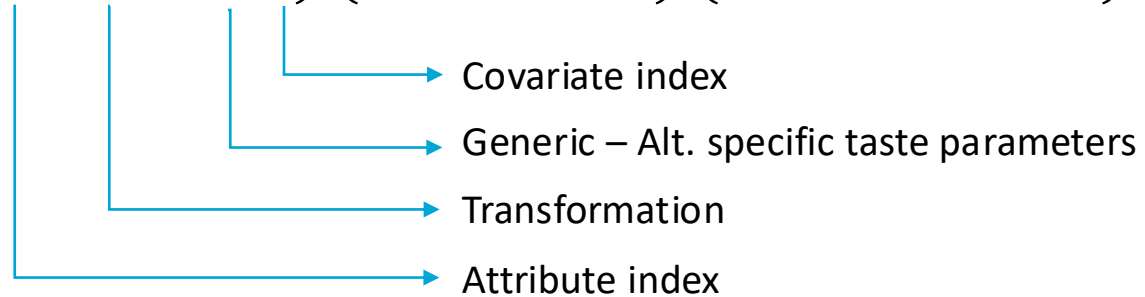 Covariate index
Generic – Alt. specific taste parameters
Transformation
Attribute index